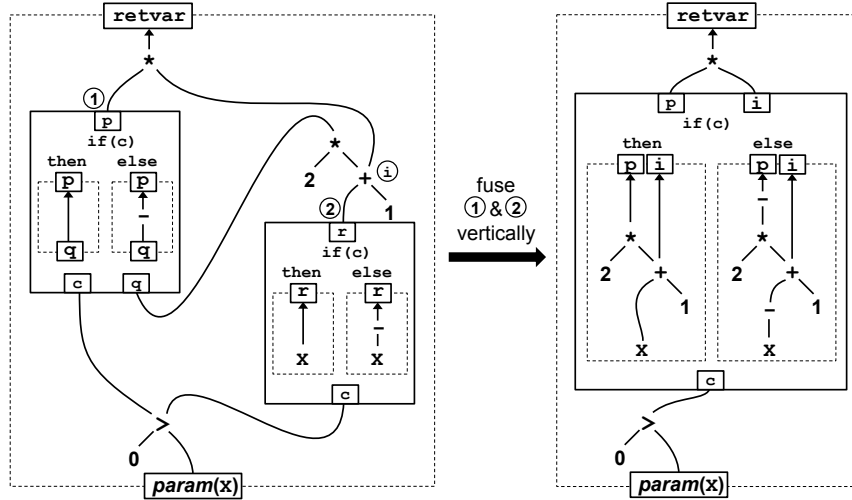 retvar
*
① 
p
if(c)
then else
p p
-
q q
c q
*
2 + ⓘ
1
②
r
if(c)
then else
r r
-
x x
c
>
0
param(x)
fuse
① & ②
vertically
retvar
*
p i
if(c)
then else
p i p i
-
* *
2 + 2 +
1 1
-
x x
c
>
0
param(x)